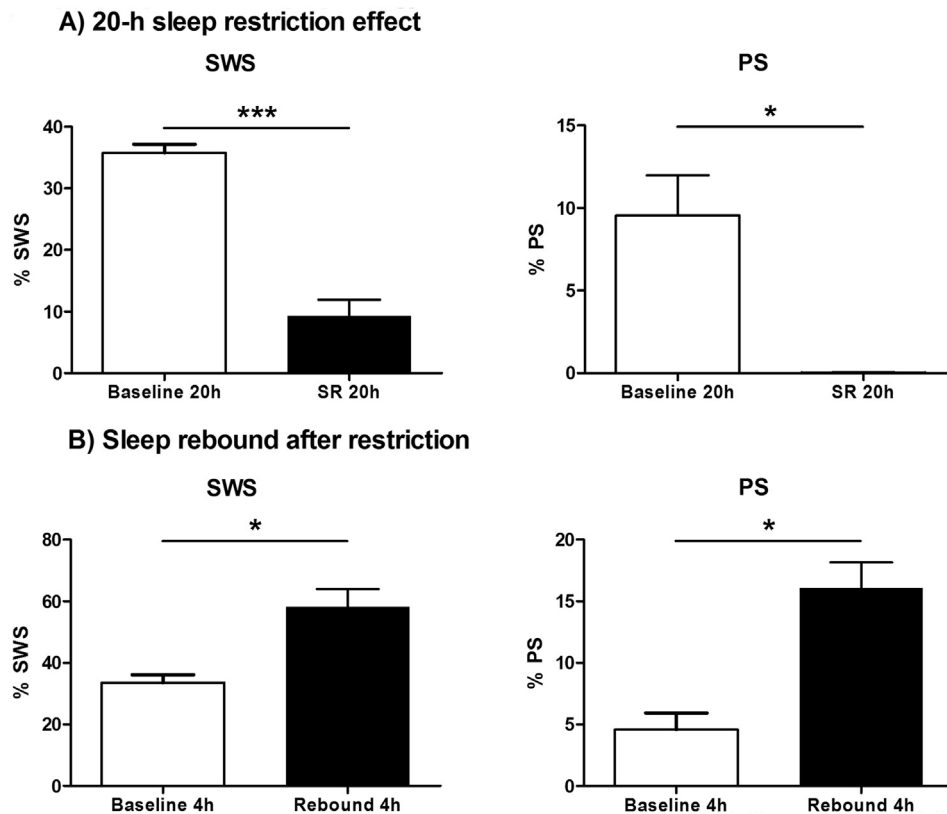 A) 20-h sleep restriction effect
SWS
***
40
30
20
10
0
% SWS
Baseline 20h SR 20h
PS
*
15
10
5
0
% PS
Baseline 20h SR 20h
B) Sleep rebound after restriction
SWS
*
80
60
40
20
0
% SWS
Baseline 4h Rebound 4h
PS
*
20
15
10
5
0
% PS
Baseline 4h Rebound 4h